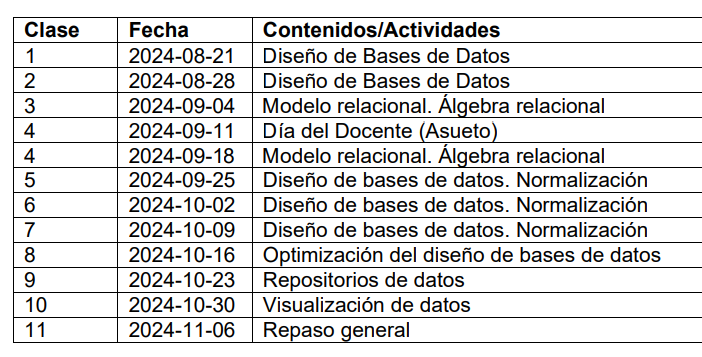 Clase Fecha Contenidos/Actividades
1 2024-08-21 Diseño de Bases de Datos
2 2024-08-28 Diseño de Bases de Datos
3 2024-09-04 Modelo relacional. Álgebra relacional
4 2024-09-11 Día del Docente (Asueto)
4 2024-09-18 Modelo relacional. Álgebra relacional
5 2024-09-25 Diseño de bases de datos. Normalización
6 2024-10-02 Diseño de bases de datos. Normalización
7 2024-10-09 Diseño de bases de datos. Normalización
8 2024-10-16 Optimización del diseño de bases de datos
9 2024-10-23 Repositorios de datos
10 2024-10-30 Visualización de datos
11 2024-11-06 Repaso general